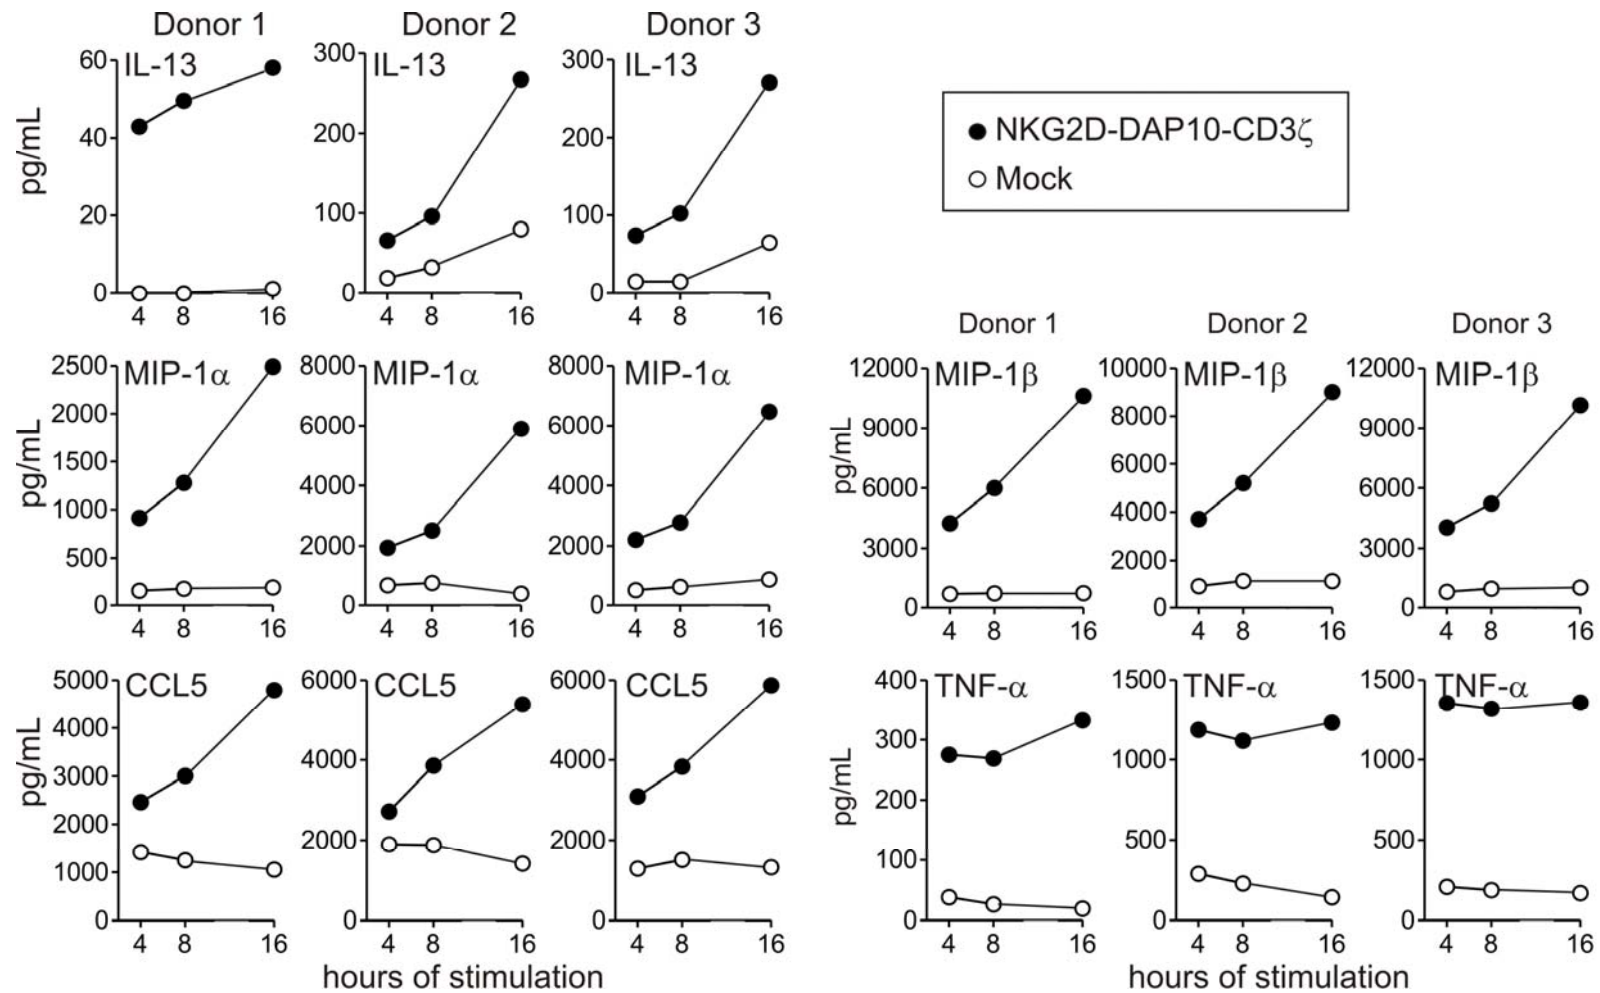 Donor 1 Donor 2 Donor 3
IL-13 IL-13 IL-13
pg/mL
60
40
20
0
4 8 16
300
200
100
0
4 8 16
300
200
100
0
4 8 16
NKG2D-DAP10-CD3ζ
Mock
MIP-1α MIP-1α MIP-1α
pg/mL
2500
2000
1500
1000
500
0
4 8 16
8000
6000
4000
2000
0
4 8 16
8000
6000
4000
2000
0
4 8 16
Donor 1 Donor 2 Donor 3
MIP-1β MIP-1β MIP-1β
pg/mL
12000
9000
6000
3000
0
4 8 16
10000
8000
6000
4000
2000
0
4 8 16
12000
9000
6000
3000
0
4 8 16
CCL5 CCL5 CCL5
pg/mL
5000
4000
3000
2000
1000
0
4 8 16
6000
4000
2000
0
4 8 16
6000
4000
2000
0
4 8 16
hours of stimulation
TNF-α TNF-α TNF-α
pg/mL
400
300
200
100
0
4 8 16
1500
1000
500
0
4 8 16
1500
1000
500
0
4 8 16
hours of stimulation